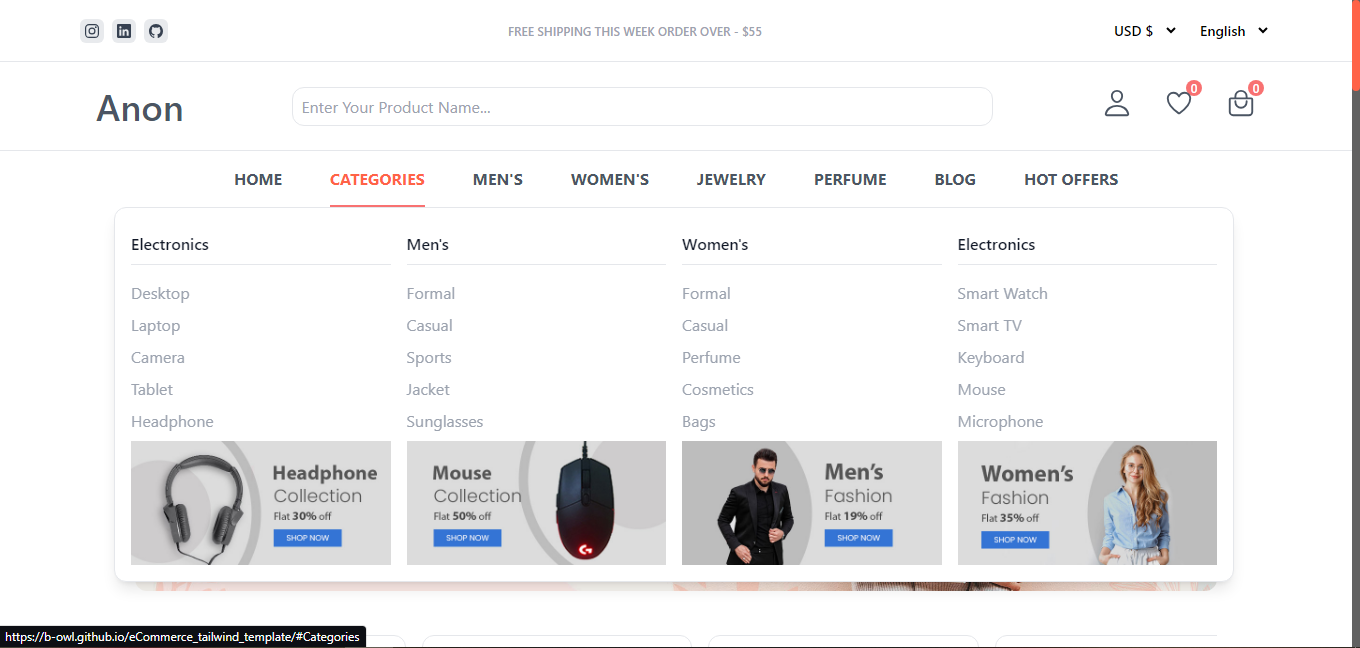 FREE SHIPPING THIS WEEK ORDER OVER - $55
USD $
English
Anon
Enter Your Product Name...
0
0
HOME
CATEGORIES
MEN'S
WOMEN'S
JEWELRY
PERFUME
BLOG
HOT OFFERS
Electronics
Desktop
Laptop
Camera
Tablet
Headphone
Headphone
Collection
Flat 30% off
SHOP NOW
Men's
Formal
Casual
Sports
Jacket
Sunglasses
Mouse
Collection
Flat 50% off
SHOP NOW
Women's
Formal
Casual
Perfume
Cosmetics
Bags
Men's
Fashion
Flat 19% off
SHOP NOW
Electronics
Smart Watch
Smart TV
Keyboard
Mouse
Microphone
Women's
Fashion
Flat 35% off
SHOP NOW
https://b-owl.github.io/eCommerce_tailwind_template/#Categories